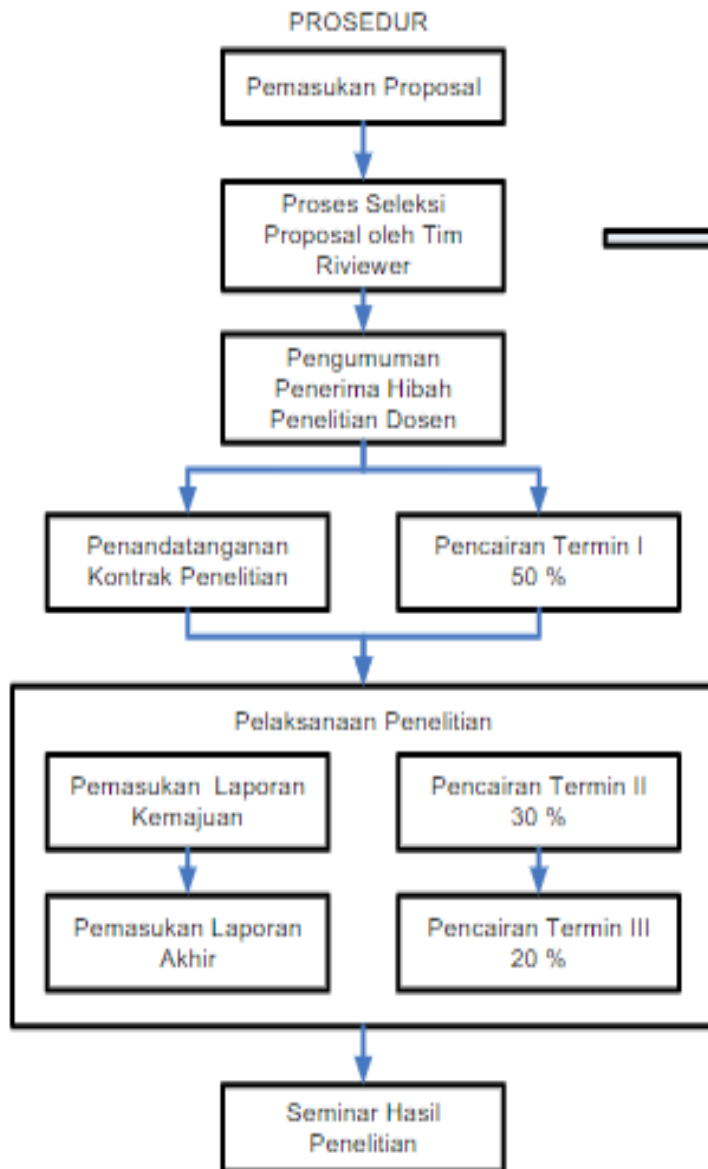 PROSEDUR
Pemasukan Proposal
Proses Seleksi
Proposal oleh Tim
Riviewer
Pengumuman
Penerima Hibah
Penelitian Dosen
Penandatanganan
Kontrak Penelitian
Pencairan Termin I
50 %
Pelaksanaan Penelitian
Pemasukan Laporan
Kemajuan
Pencairan Termin II
30 %
Pemasukan Laporan
Akhir
Pencairan Termin III
20 %
Seminar Hasil
Penelitian